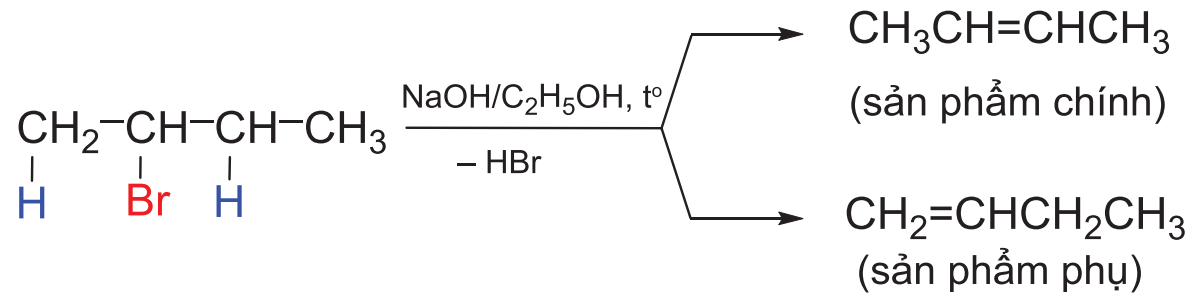 CH₂–CH–CH–CH₃
H Br H
NaOH/C₂H₅OH, tº
– HBr
CH₃CH=CHCH₃
(sản phẩm chính)
CH₂=CHCH₂CH₃
(sản phẩm phụ)